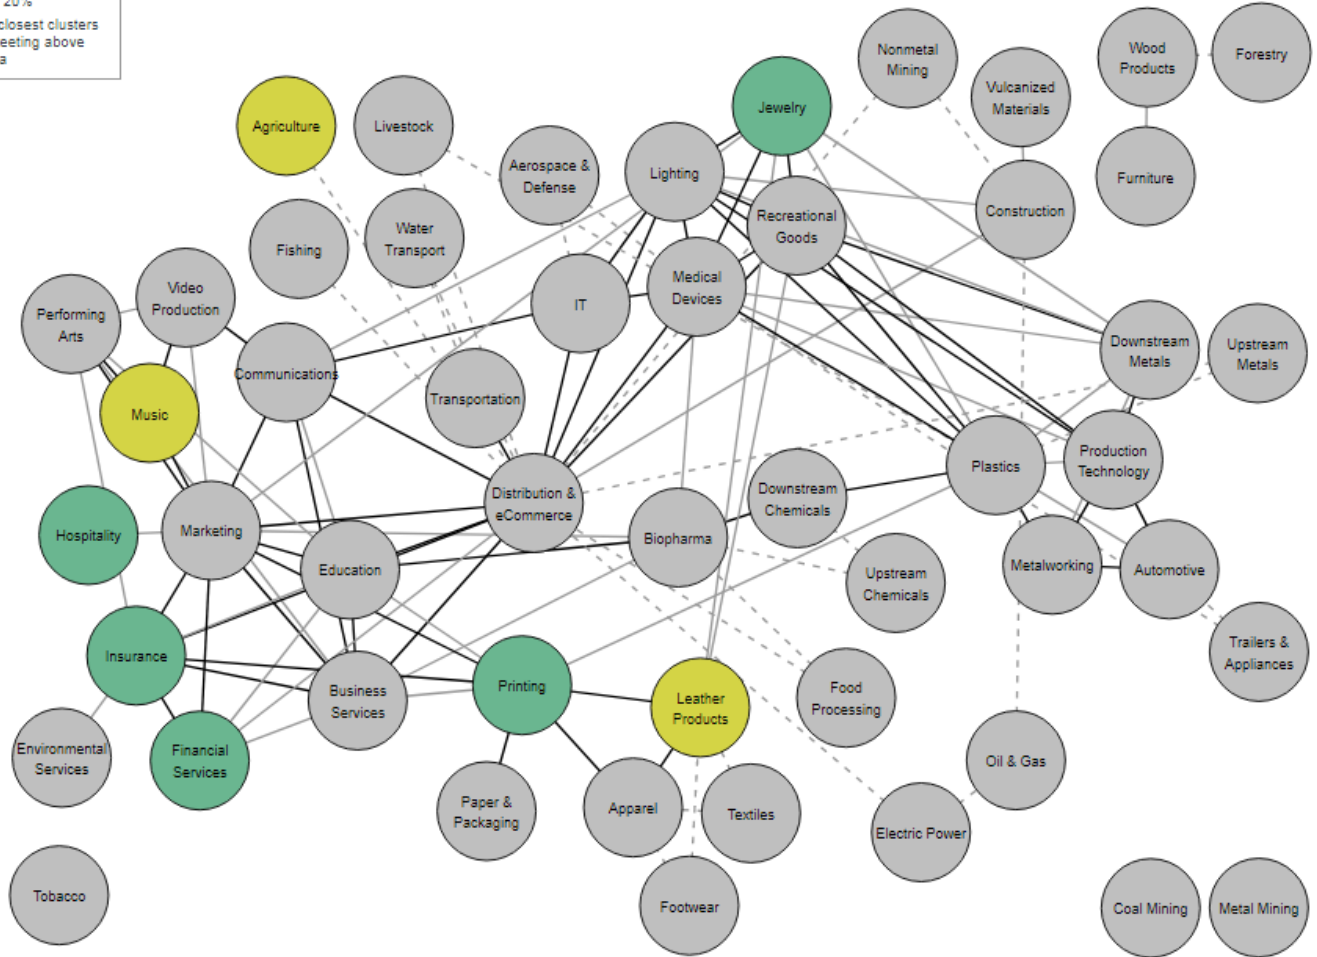 20%
closest clusters
eeting above
a
Nonmetal
Mining
Wood
Products
Forestry
Vulcanized
Materials
Jewelry
Agriculture
Livestock
Aerospace &
Defense
Lighting
Furniture
Recreational
Goods
Construction
Water
Transport
Fishing
Video
Production
Performing
Arts
IT
Medical
Devices
Downstream
Metals
Upstream
Metals
Communications
Transportation
Music
Production
Technology
Plastics
Distribution &
eCommerce
Downstream
Chemicals
Hospitality
Marketing
Biopharma
Education
Metalworking
Automotive
Upstream
Chemicals
Insurance
Printing
Trailers &
Appliances
Business
Services
Leather
Products
Food
Processing
Environmental
Services
Financial
Services
Oil & Gas
Paper &
Packaging
Apparel
Textiles
Electric Power
Tobacco
Footwear
Coal Mining
Metal Mining